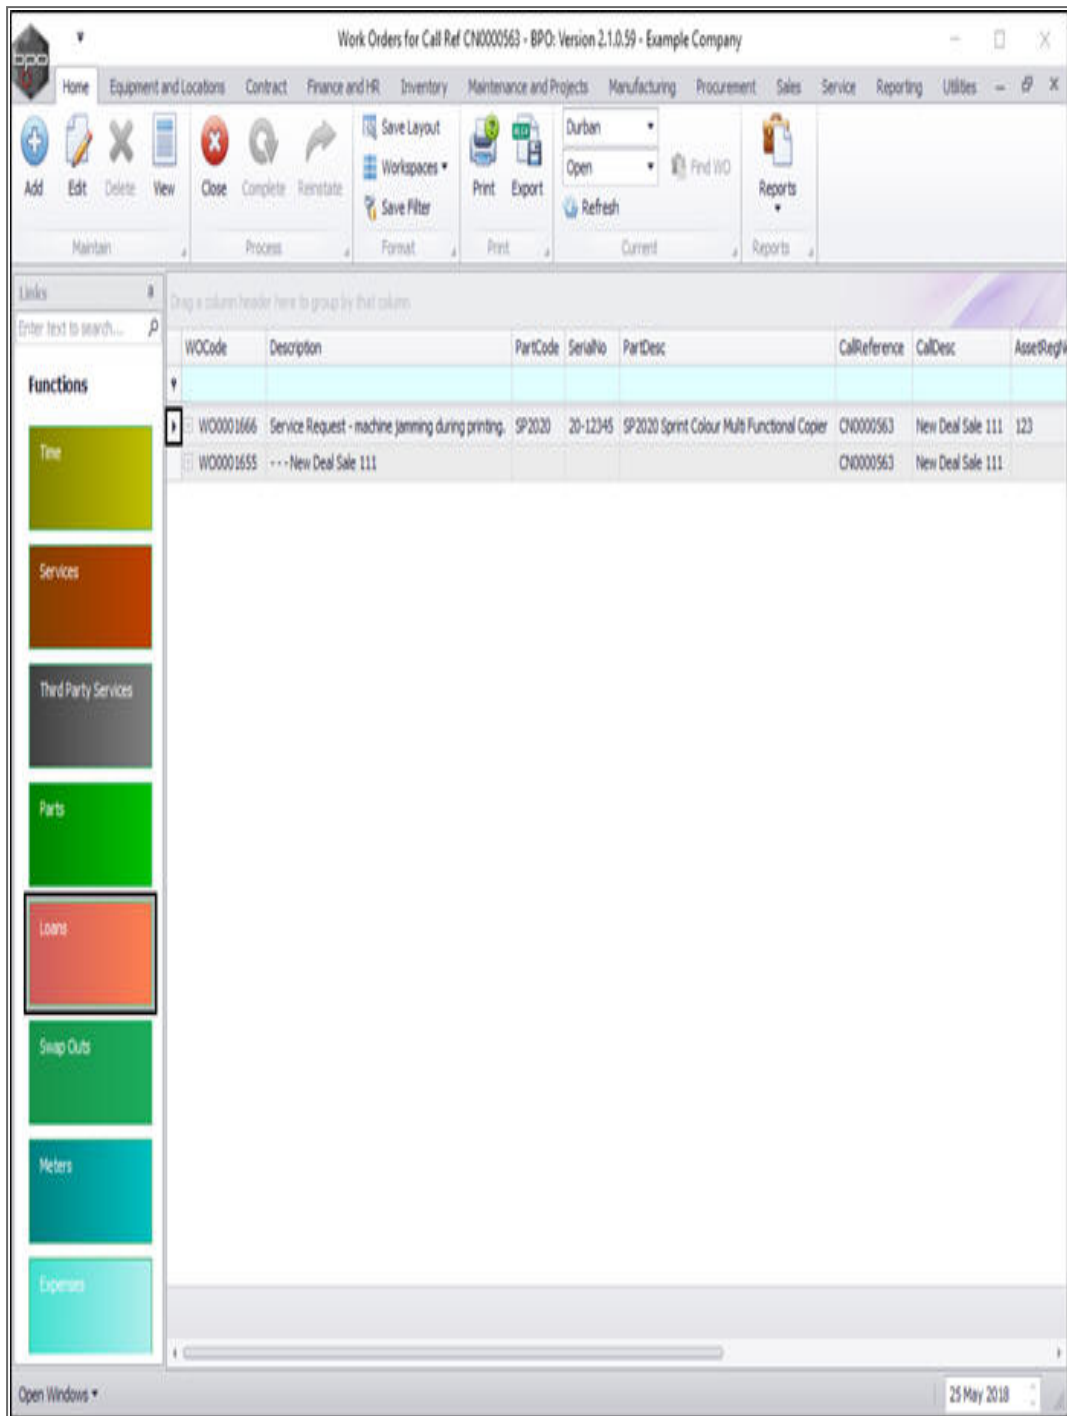 Work Orders for Call Ref CN0000563 - BPO: Version 2.1.0.59 - Example Company
bpo
Home Equipment and Locations Contract Finance and HR Inventory Maintenance and Projects Manufacturing Procurement Sales Service Reporting Utilities
Save Layout Durban
Workspaces Open Find WO
Add Edit Delete View Close Complete Reinstate Print Export Reports
Save Filter Refresh
Maintain Process Format Print Current Reports
Links
Drag a column header here to group by that column
Enter text to search...
WOCode Description PartCode SerialNo PartDesc CallReference CallDesc AssetRegN
Functions
WO0001666 Service Request - machine jamming during printing. SP2020 20-12345 SP2020 Sprint Colour Multi Functional Copier CN0000563 New Deal Sale 111 123
WO0001655 - - - New Deal Sale 111 CN0000563 New Deal Sale 111
Time
Services
Third Party Services
Parts
Loans
Swap Outs
Meters
Expenses
Open Windows 25 May 2018